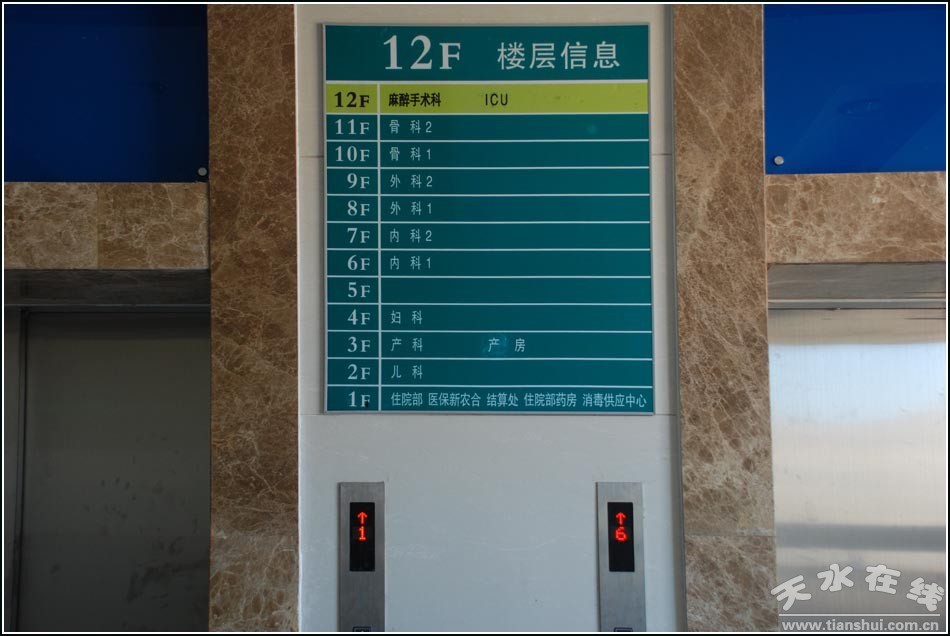 12F 楼层信息
12F 麻醉手术科 ICU
11F 骨 科 2
10F 骨 科 1
9F 外 科 2
8F 外 科 1
7F 内 科 2
6F 内 科 1
5F
4F 妇 科
3F 产 科 产 房
2F 儿 科
1F 住院部 医保新农合 结算处 住院部药房 消毒供应中心
↑ ↑
1 6
天水在线
www.tianshui.com.cn